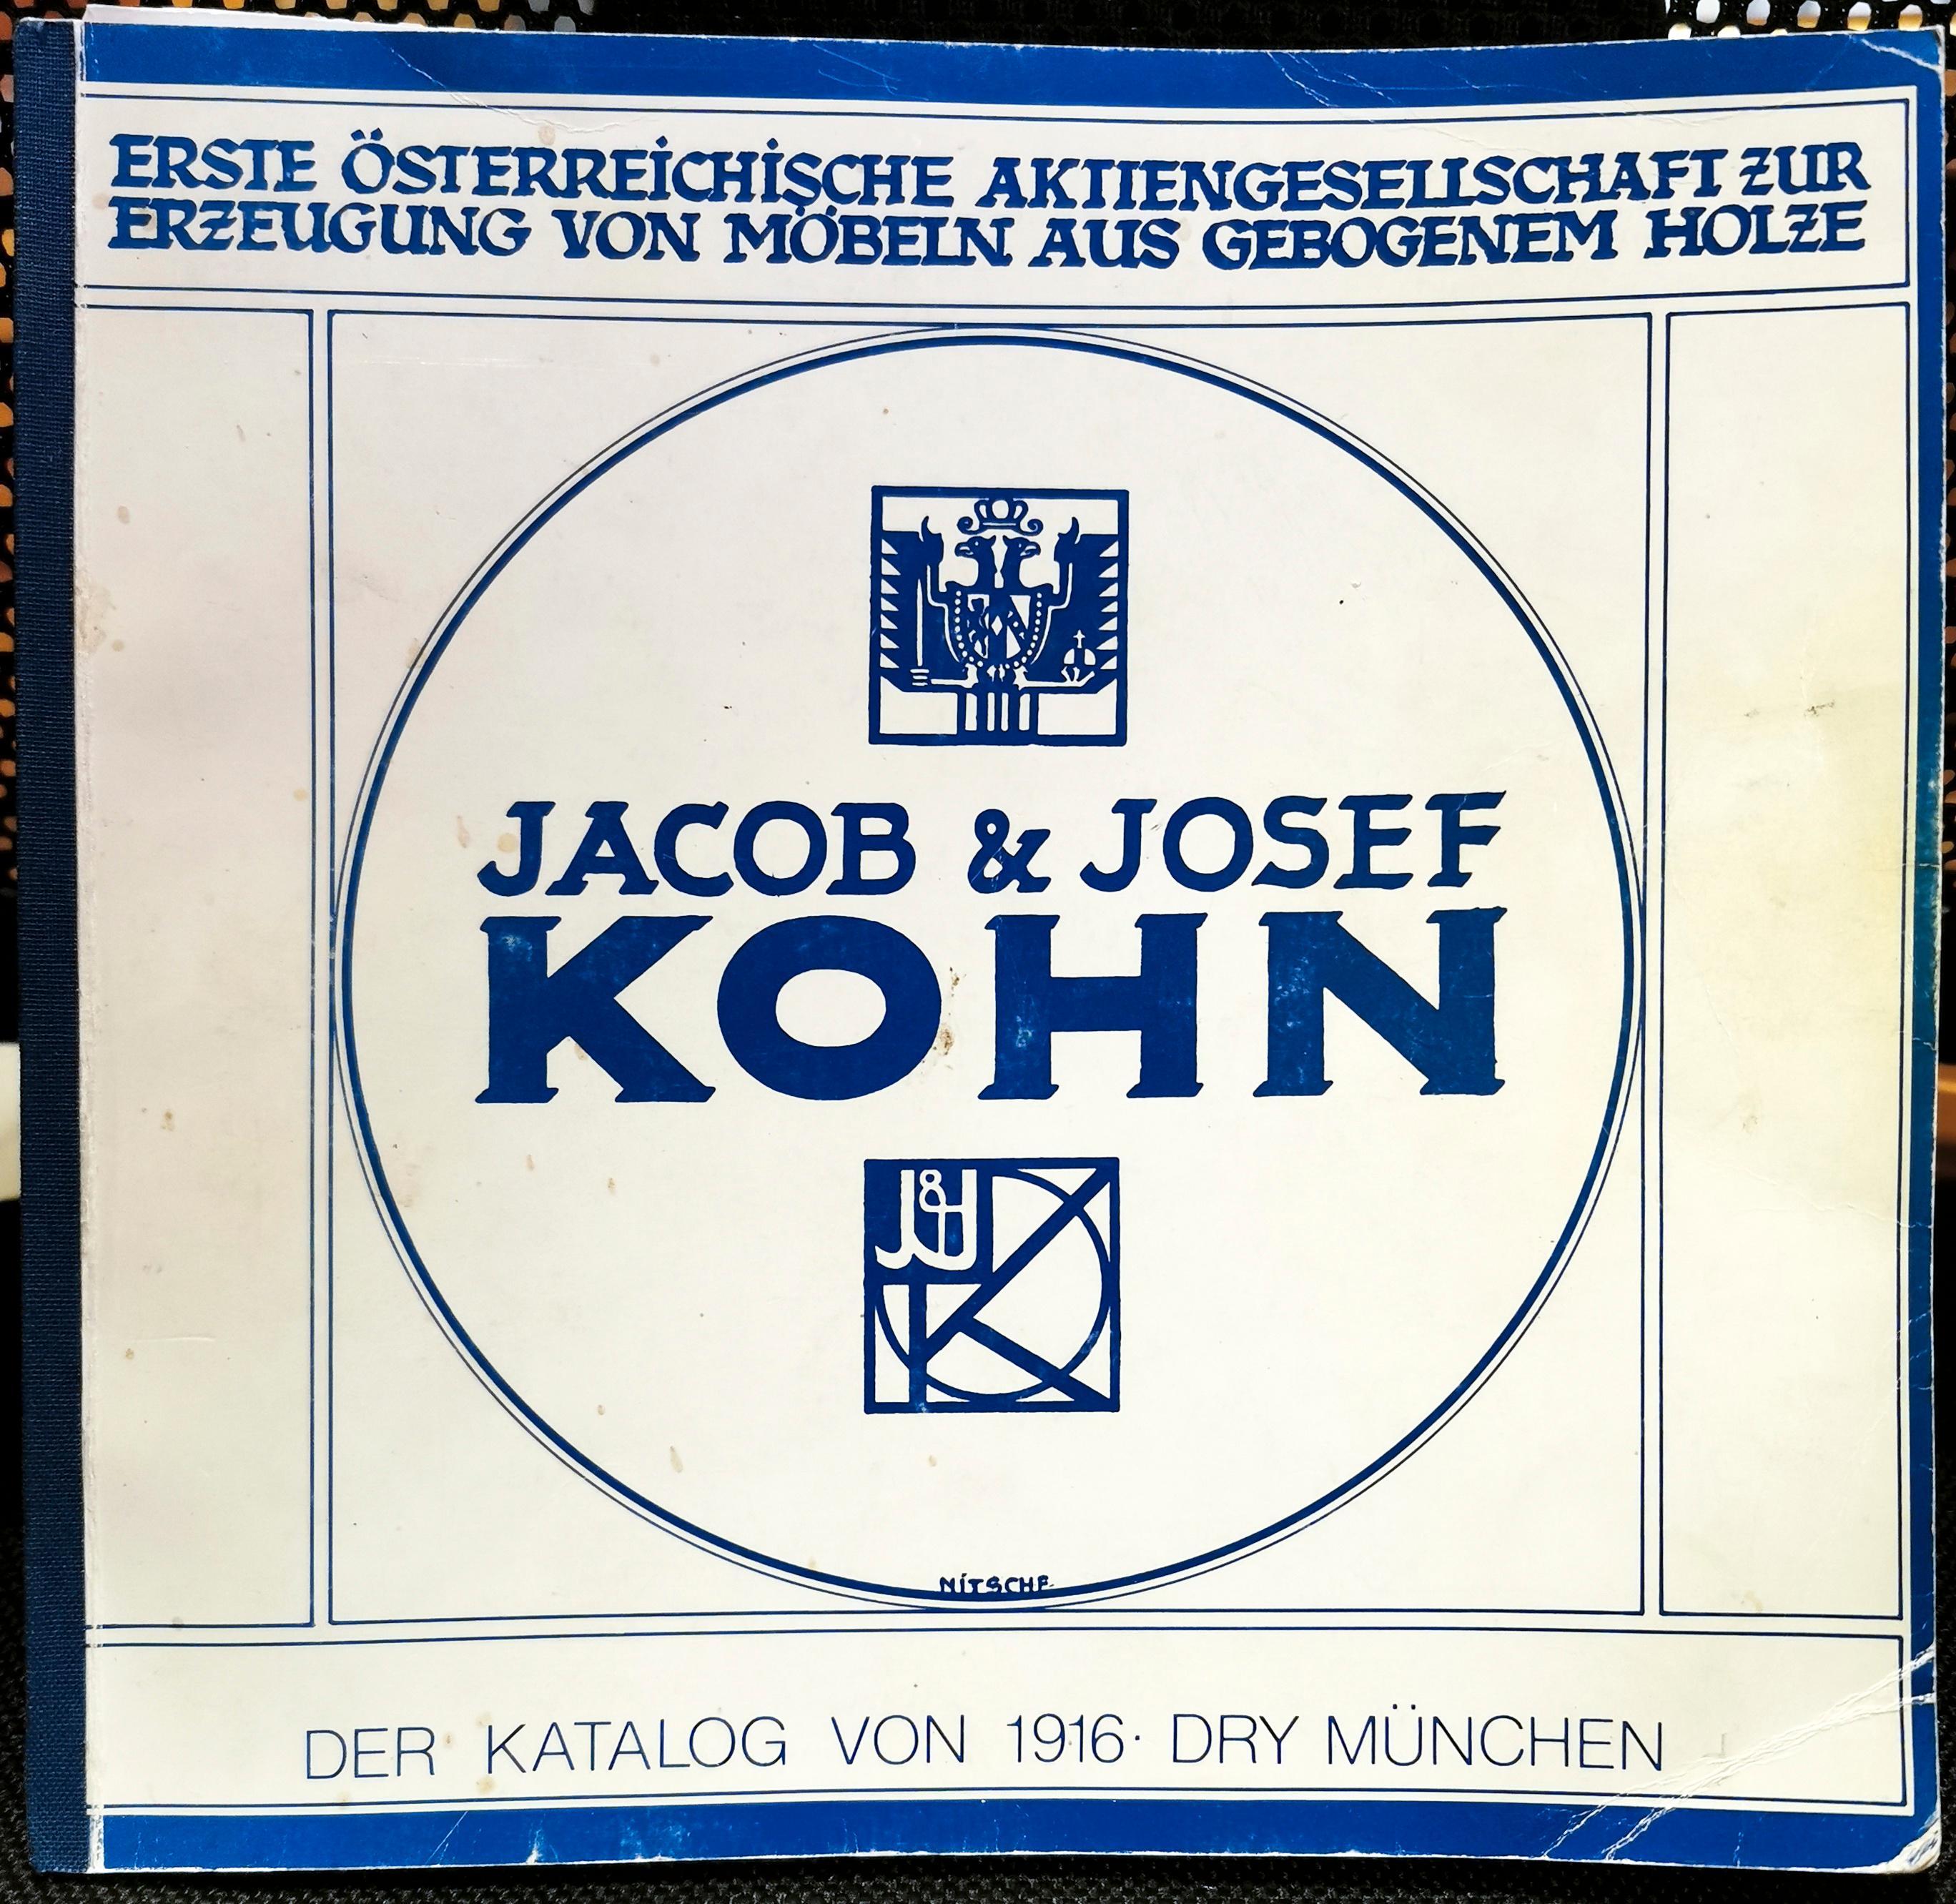 ERSTE ÖSTERREICHISCHE AKTIENGESELLSCHAFT ZUR
ERZEUGUNG VON MÖBELN AUS GEBOGENEM HOLZE
JACOB & JOSEF
KOHN
J&J
K
NITSCHE
DER KATALOG VON 1916· DRY MÜNCHEN